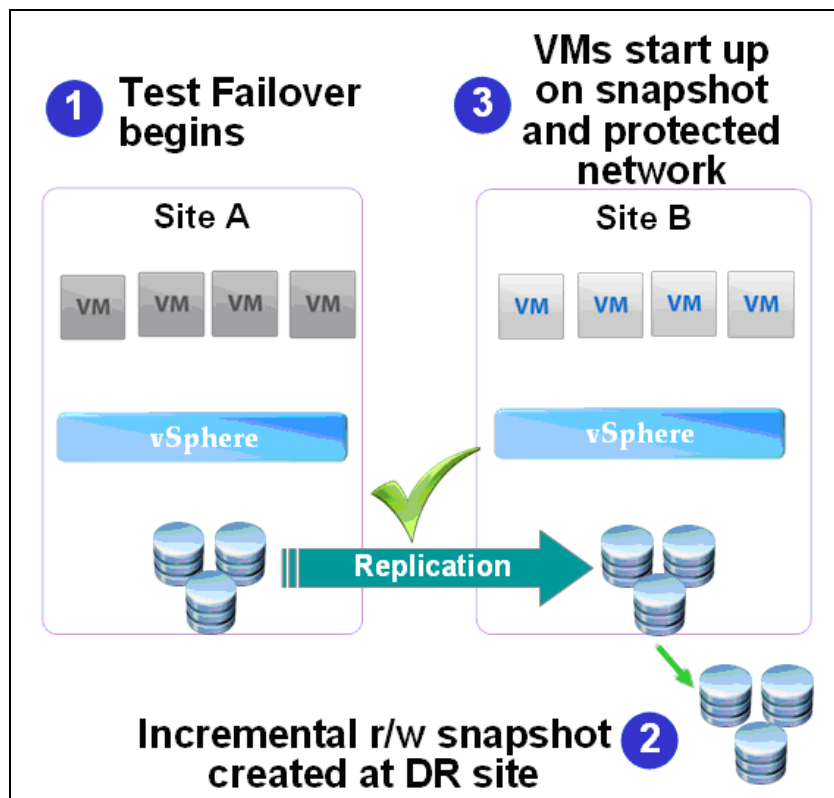 1
Test Failover
begins
3
VMs start up
on snapshot
and protected
network
Site A
VM VM VM VM
vSphere
Site B
VM VM VM VM
vSphere
Replication
Incremental r/w snapshot
created at DR site
2